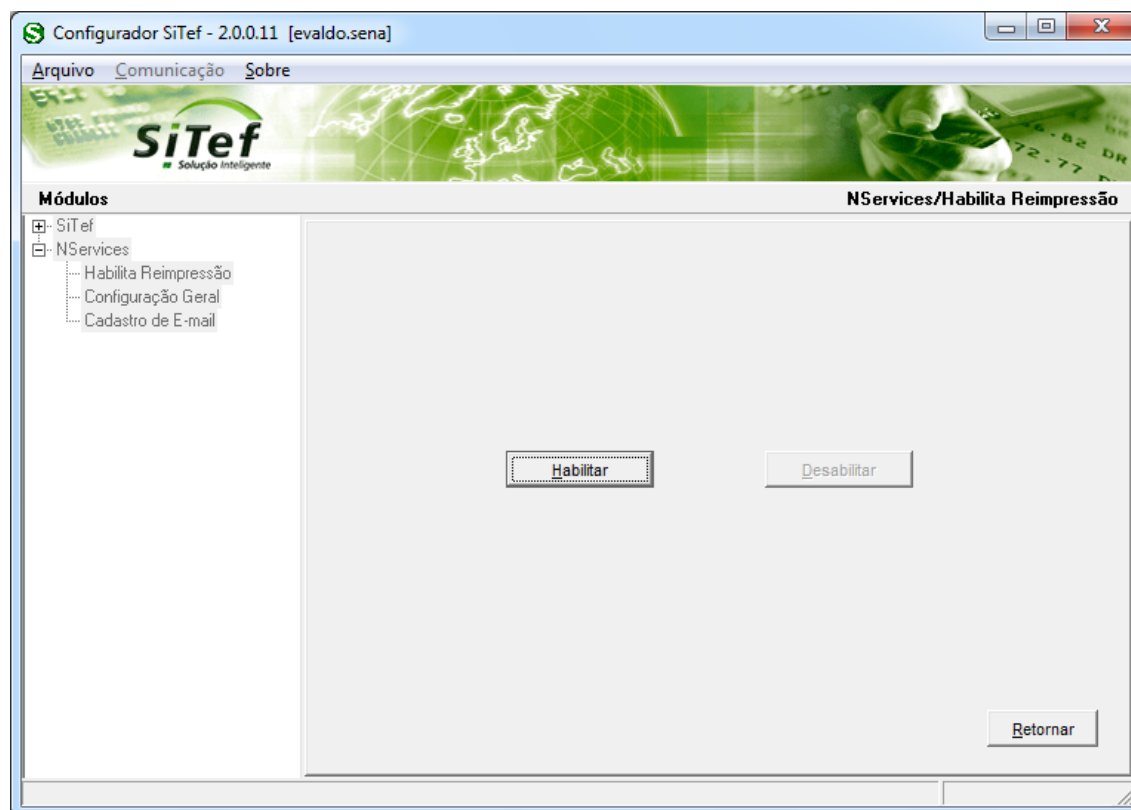 Configurador SiTef - 2.0.0.11 [evaldo.sena]
Arquivo Comunicação Sobre
SiTef
Solução Inteligente
Módulos NServices/Habilita Reimpressão
SiTef
NServices
Habilita Reimpressão
Configuração Geral
Cadastro de E-mail
Habilitar Desabilitar
Retornar